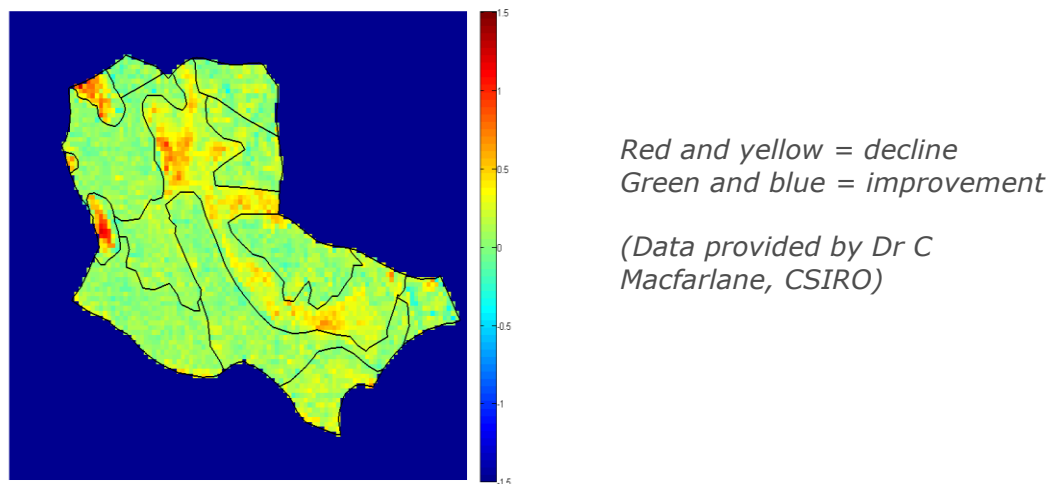 1.5
1
0.5
0
-0.5
-1
-1.5
Red and yellow = decline
Green and blue = improvement
(Data provided by Dr C
Macfarlane, CSIRO)